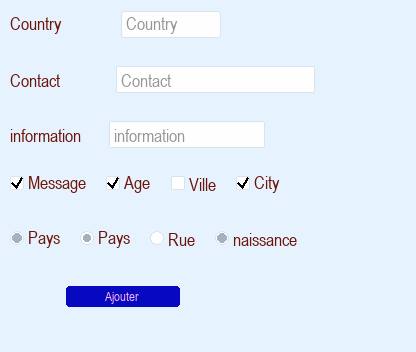 Country Country
Contact Contact
information information
Message Age Ville City
Pays Pays Rue naissance
Ajouter